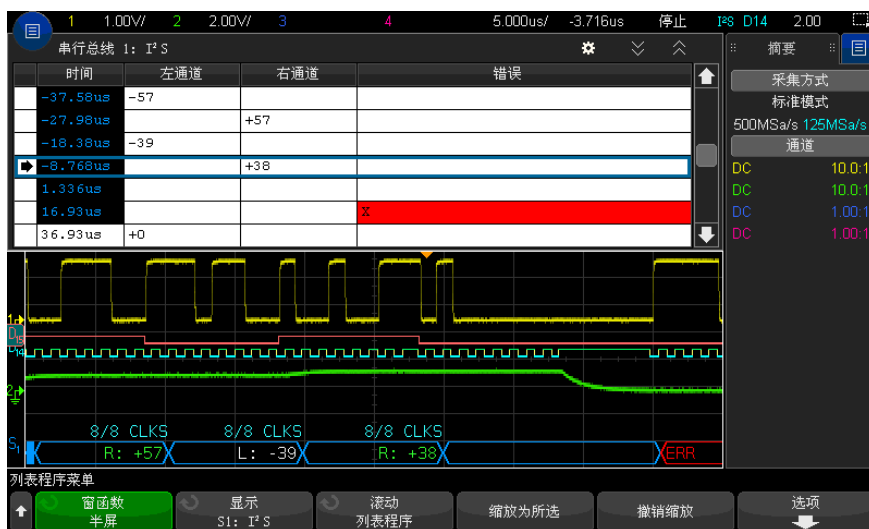 1 1.00V/ 2 2.00V/ 3 4 5.000us/ -3.716us 停止 I²S D14 2.00
串行总线 1: I²S
摘要
时间 左通道 右通道 错误
-37.58us -57
-27.98us +57
-18.38us -39
-8.768us +38
1.336us
16.93us X
36.93us +0
采集方式
标准模式
500MSa/s 125MSa/s
通道
DC 10.0:1
DC 10.0:1
DC 1.00:1
DC 1.00:1
1
D15
D14
2
8/8 CLKS 8/8 CLKS 8/8 CLKS
S1 R: +57 L: -39 R: +38 ERR
列表程序菜单
窗函数 显示 滚动 缩放为所选 撤销缩放 选项
半屏 S1: I²S 列表程序